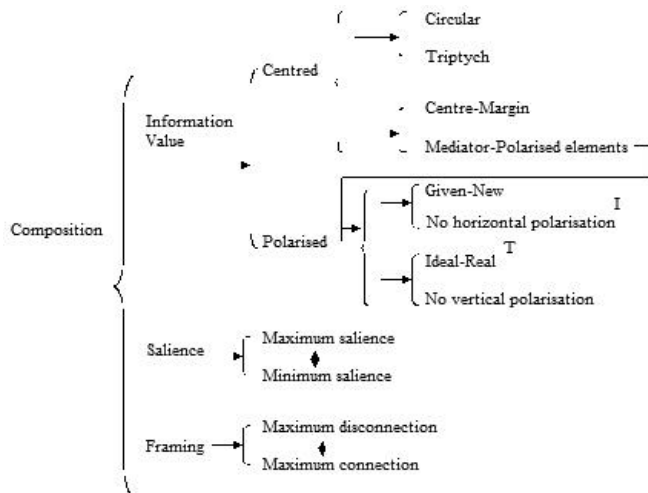 Circular
Centred
Triptych
Information
Value
Centre-Margin
Mediator-Polarised elements
Given-New
I
No horizontal polarisation
Composition
Polarised
T
Ideal-Real
No vertical polarisation
Maximum salience
Salience
Minimum salience
Maximum disconnection
Framing
Maximum connection